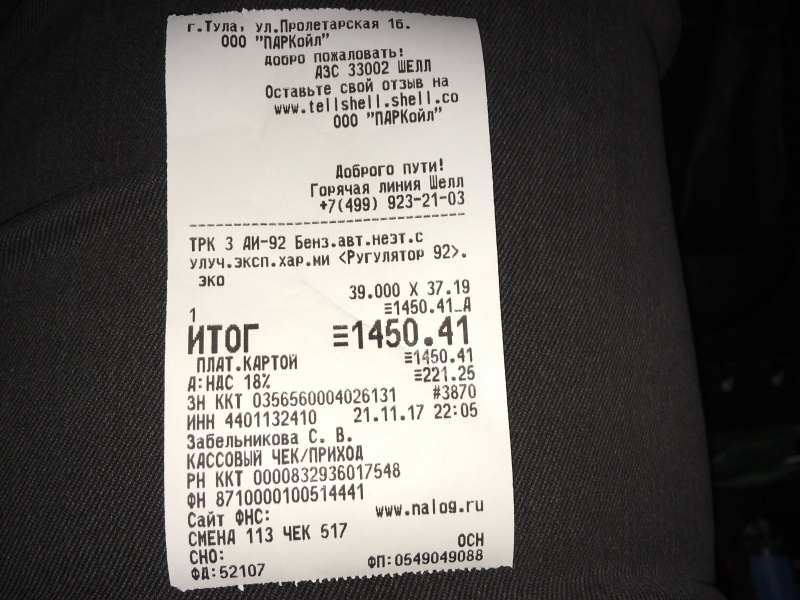 г.Тула, ул.Пролетарская 1б.
ООО "ПАРКойл"
Добро пожаловать!
АЗС 33002 ШЕЛЛ
Оставьте свой отзыв на
www.tellshell.shell.co
ООО "ПАРКойл"
Доброго пути!
Горячая линия Шелл
+7(499) 923-21-03
ТРК 3 АИ-92 Бенз.авт.неэт.с
улуч.эксп.хар.ми <Ругулятор 92>.
эко
39.000 X 37.19
1 ≡1450.41_А
ИТОГ ≡1450.41
ПЛАТ.КАРТОЙ ≡1450.41
А:НДС 18% ≡221.25
ЗН ККТ 0356560004026131 #3870
ИНН 4401132410 21.11.17 22:05
Забельникова С. В.
КАССОВЫЙ ЧЕК/ПРИХОД
РН ККТ 0000832936017548
ФН 8710000100514441
Сайт ФНС: www.nalog.ru
СМЕНА 113 ЧЕК 517
СНО: ОСН
ФД:52107 ФП:0549049088